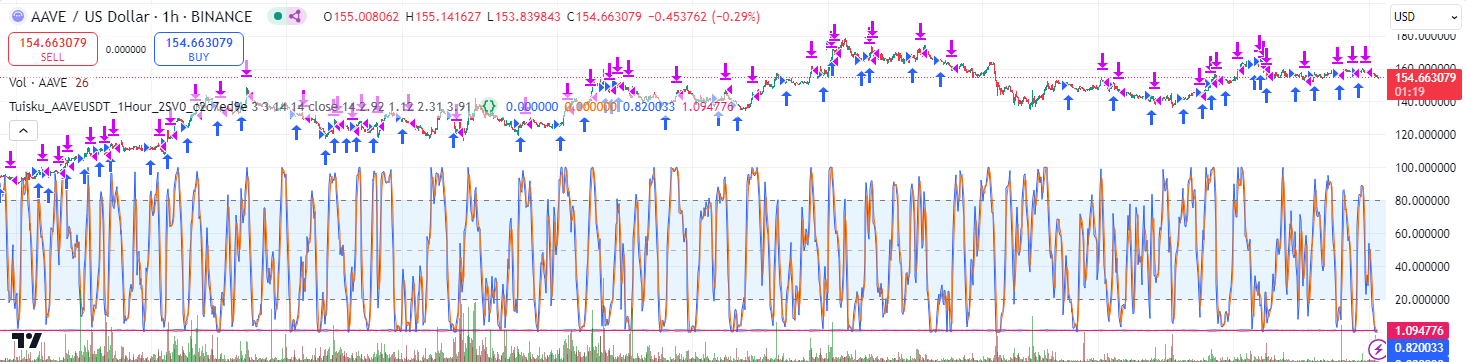 AAVE / US Dollar · 1h · BINANCE O155.008062 H155.141627 L153.839843 C154.663079 −0.453762 (−0.29%)
USD
154.663079 SELL
0.000000
154.663079 BUY
Vol · AAVE 26
Tuisku_AAVEUSDT_1Hour_2SV0_c2d7ed9e 3 3 14 14 close 14 2.92 1.12 2.31 3.91 0.000000 0.000000 0.820033 1.094776
180.000000
160.000000
154.663079
01:19
140.000000
120.000000
100.000000
80.000000
60.000000
40.000000
20.000000
1.094776
0.820033